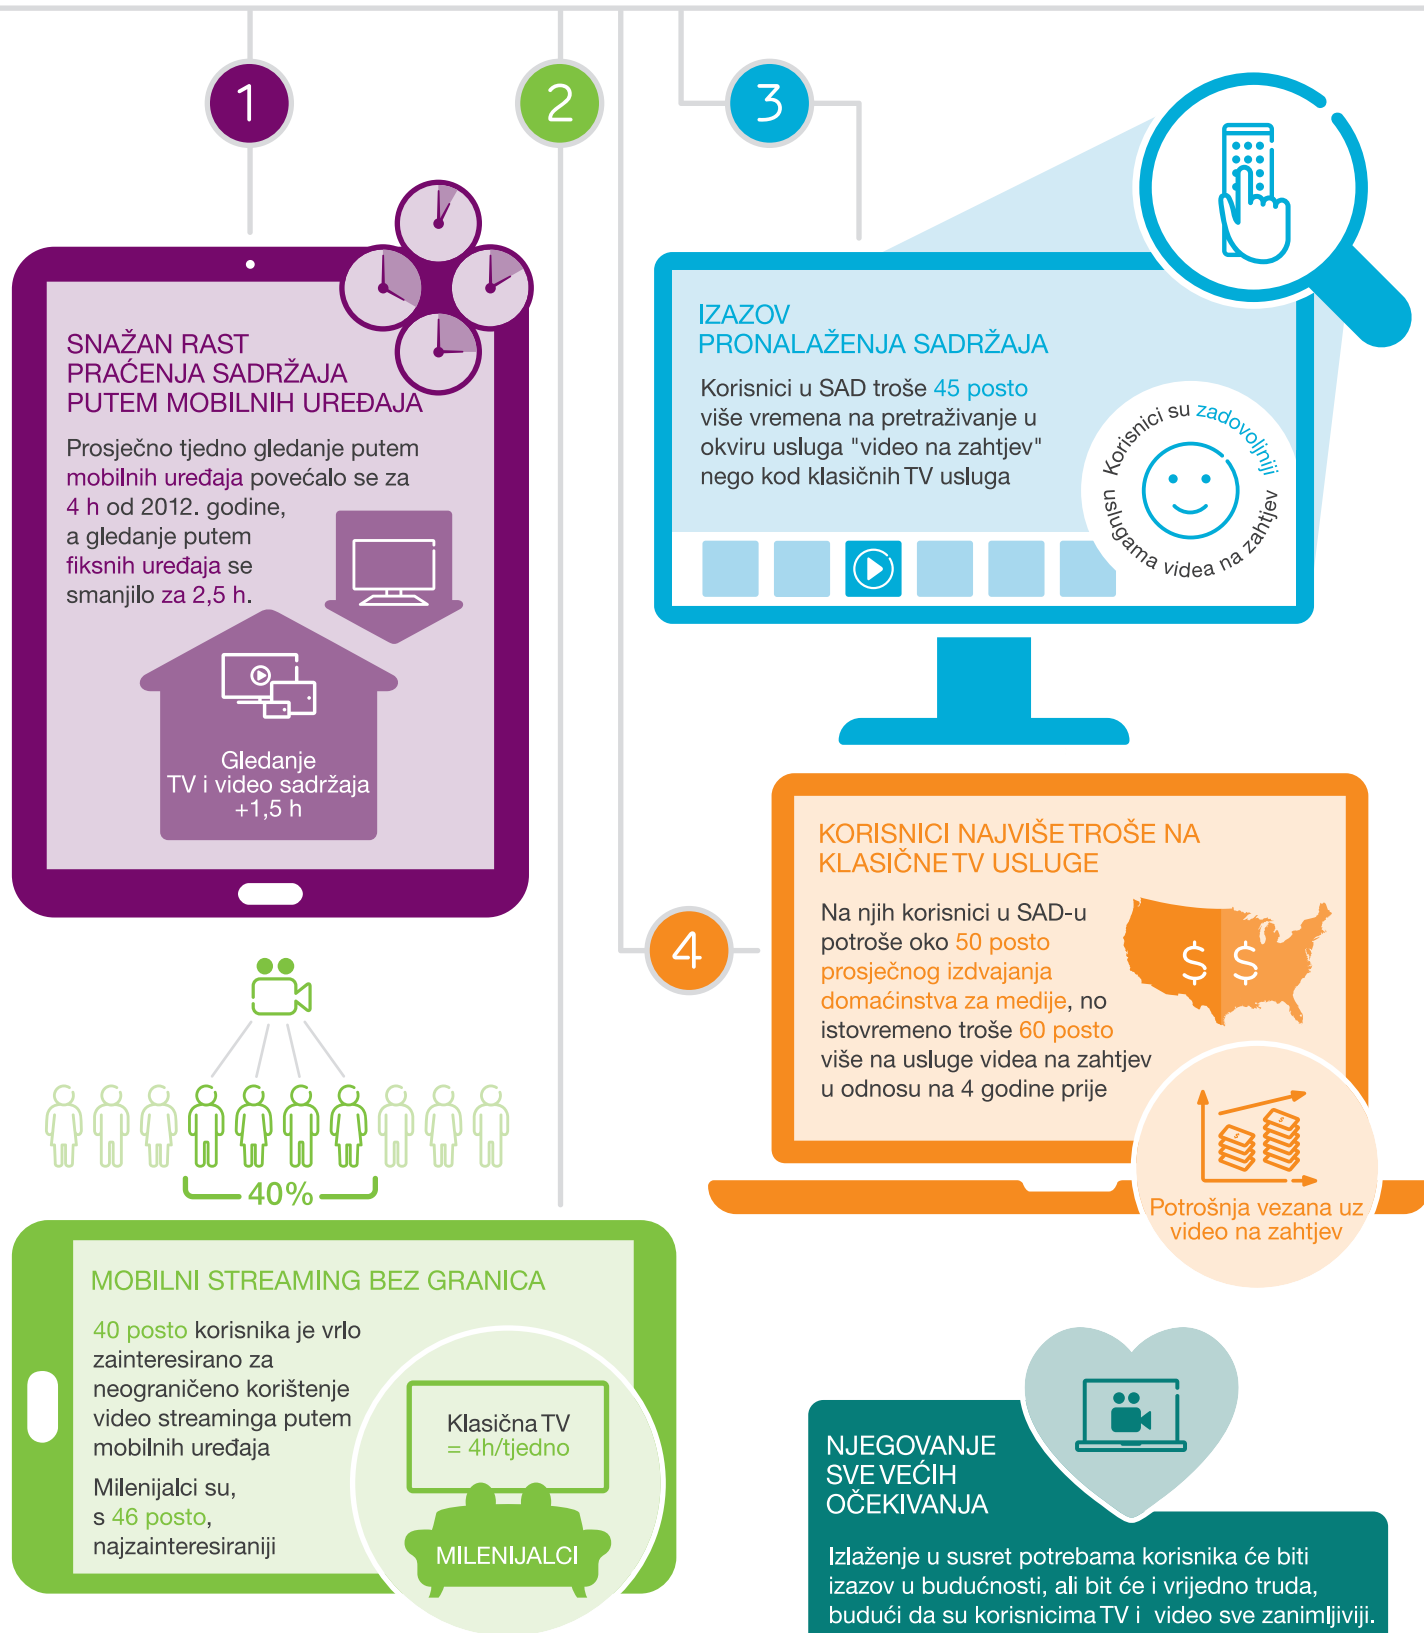 1
SNAŽAN RAST
PRAĆENJA SADRŽAJA
PUTEM MOBILNIH UREĐAJA
Prosječno tjedno gledanje putem
mobilnih uređaja povećalo se za
4 h od 2012. godine,
a gledanje putem
fiksnih uređaja se
smanjilo za 2,5 h.
Gledanje
TV i video sadržaja
+1,5 h
2
40%
MOBILNI STREAMING BEZ GRANICA
40 posto korisnika je vrlo
zainteresirano za
neograničeno korištenje
video streaminga putem
mobilnih uređaja
Milenijalci su,
s 46 posto,
najzainteresiraniji
Klasična TV
= 4h/tjedno
MILENIJALCI
3
IZAZOV
PRONALAŽENJA SADRŽAJA
Korisnici u SAD troše 45 posto
više vremena na pretraživanje u
okviru usluga "video na zahtjev"
nego kod klasičnih TV usluga
Korisnici su zadovoljniji
uslugama videa na zahtjev
4
KORISNICI NAJVIŠE TROŠE NA
KLASIČNE TV USLUGE
Na njih korisnici u SAD-u
potroše oko 50 posto
prosječnog izdvajanja
domaćinstva za medije, no
istovremeno troše 60 posto
više na usluge videa na zahtjev
u odnosu na 4 godine prije
$ $
Potrošnja vezana uz
video na zahtjev
NJEGOVANJE
SVE VEĆIH
OČEKIVANJA
Izlaženje u susret potrebama korisnika će biti
izazov u budućnosti, ali bit će i vrijedno truda,
budući da su korisnicima TV i video sve zanimljiviji.